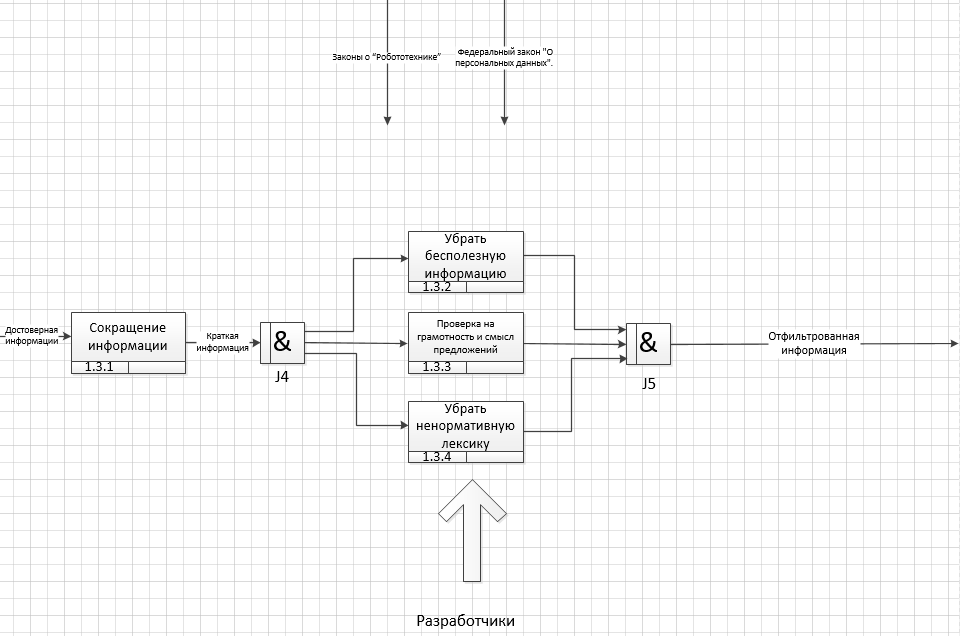 Законы о “Робототехнике”
Федеральный закон "О
персональных данных".
Убрать
бесполезную
информацию
1.3.2
Достоверная
информации
Сокращение
информации
1.3.1
Краткая
информация
&
J4
Проверка на
грамотность и смысл
предложений
1.3.3
&
J5
Отфильтрованная
информация
Убрать
ненормативную
лексику
1.3.4
Разработчики